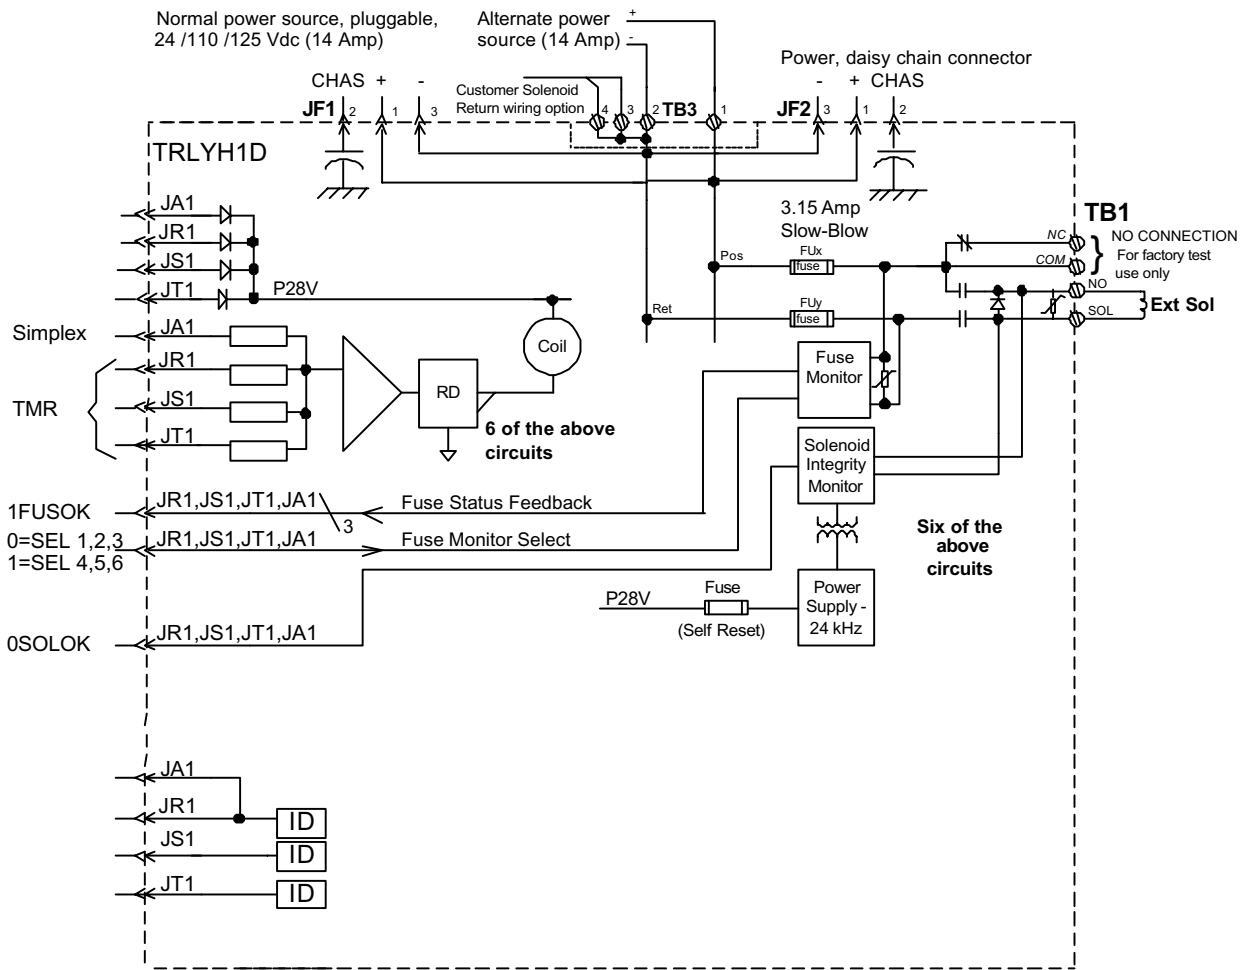 Normal power source, pluggable,
24 /110 /125 Vdc (14 Amp)
Alternate power
source (14 Amp)
+
-
Power, daisy chain connector
CHAS + -
Customer Solenoid
Return wiring option
- + CHAS
JF1 2 1 3
4 3 2 TB3 1
JF2 3 1 2
TRLYH1D
JA1
JR1
JS1
JT1
P28V
3.15 Amp
Slow-Blow
Pos
FUx
fuse
Ret
FUy
fuse
TB1
NC
COM
NO
SOL
}
NO CONNECTION
For factory test
use only
Ext Sol
Simplex
JA1
TMR
{
JR1
JS1
JT1
RD
Coil
6 of the above
circuits
Fuse
Monitor
Solenoid
Integrity
Monitor
1FUSOK
JR1,JS1,JT1,JA1
3
Fuse Status Feedback
0=SEL 1,2,3
1=SEL 4,5,6
JR1,JS1,JT1,JA1
Fuse Monitor Select
Six of the
above
circuits
P28V
Fuse
(Self Reset)
Power
Supply -
24 kHz
0SOLOK
JR1,JS1,JT1,JA1
JA1
JR1
ID
JS1
ID
JT1
ID